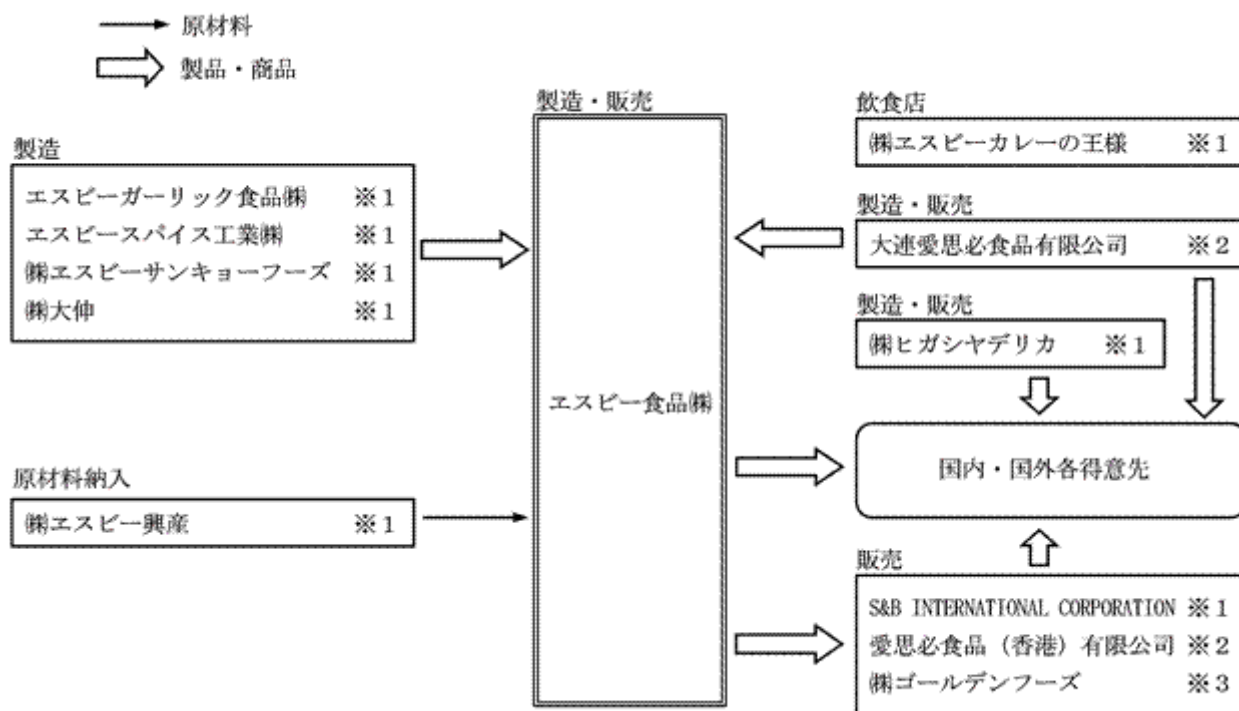 原材料
製品・商品
製造
エスビーガーリック食品㈱ ※1
エスビースパイス工業㈱ ※1
㈱ヱスビーサンキョーフーズ ※1
㈱大伸 ※1
原材料納入
㈱ヱスビー興産 ※1
製造・販売
ヱスビー食品㈱
飲食店
㈱ヱスビーカレーの王様 ※1
製造・販売
大連愛思必食品有限公司 ※2
製造・販売
㈱ヒガシヤデリカ ※1
国内・国外各得意先
販売
S&B INTERNATIONAL CORPORATION ※1
愛思必食品（香港）有限公司 ※2
㈱ゴールデンフーズ ※3